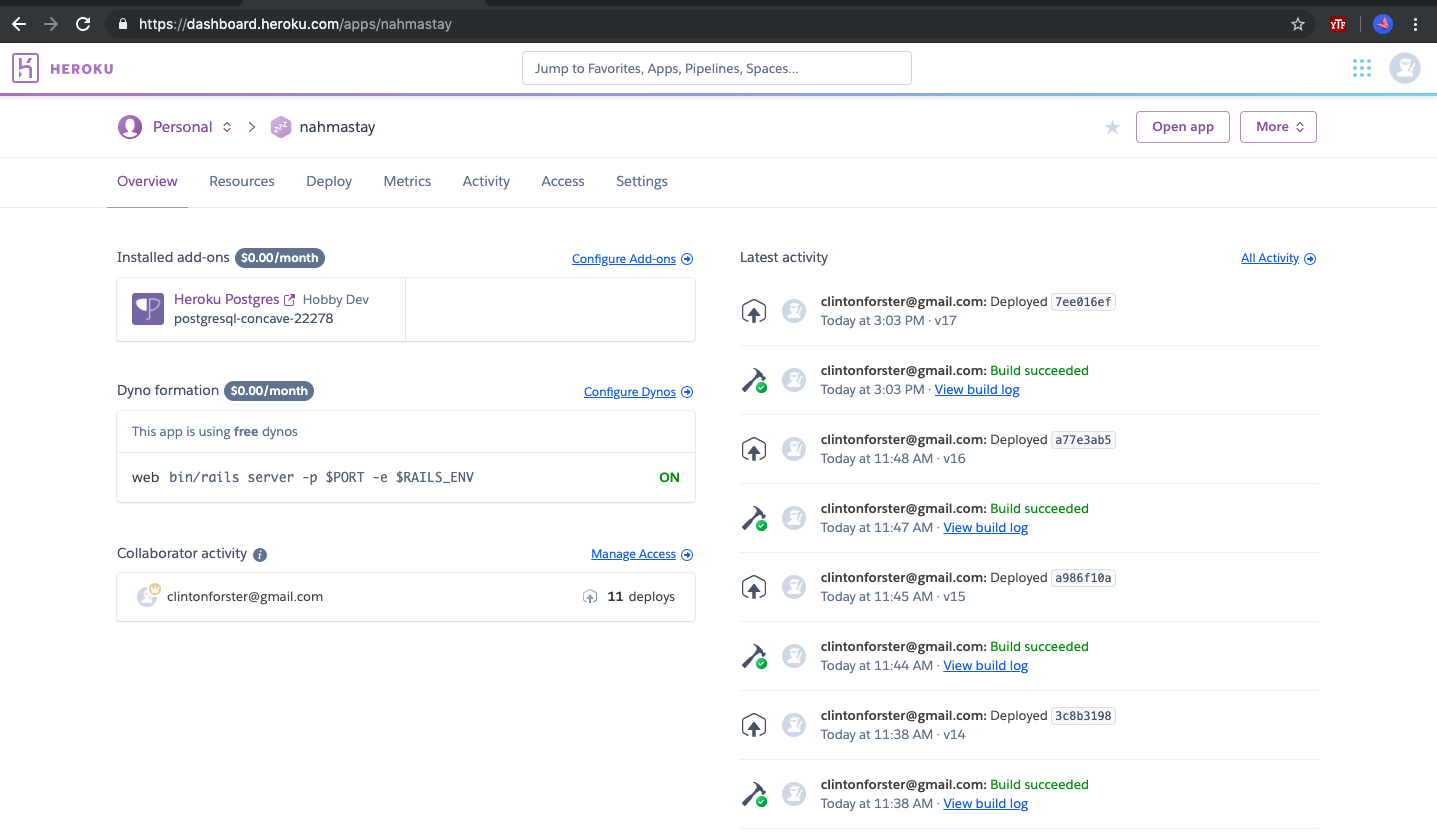 https://dashboard.heroku.com/apps/nahmastay
YTF
HEROKU
Jump to Favorites, Apps, Pipelines, Spaces...
Personal
zzz
nahmastay
Open app
More
Overview
Resources
Deploy
Metrics
Activity
Access
Settings
Installed add-ons $0.00/month
Configure Add-ons
Heroku Postgres Hobby Dev
postgresql-concave-22278
Dyno formation $0.00/month
Configure Dynos
This app is using free dynos
web bin/rails server -p $PORT -e $RAILS_ENV
ON
Collaborator activity i
Manage Access
clintonforster@gmail.com
11 deploys
Latest activity
All Activity
clintonforster@gmail.com: Deployed 7ee016ef
Today at 3:03 PM · v17
clintonforster@gmail.com: Build succeeded
Today at 3:03 PM · View build log
clintonforster@gmail.com: Deployed a77e3ab5
Today at 11:48 AM · v16
clintonforster@gmail.com: Build succeeded
Today at 11:47 AM · View build log
clintonforster@gmail.com: Deployed a986f10a
Today at 11:45 AM · v15
clintonforster@gmail.com: Build succeeded
Today at 11:44 AM · View build log
clintonforster@gmail.com: Deployed 3c8b3198
Today at 11:38 AM · v14
clintonforster@gmail.com: Build succeeded
Today at 11:38 AM · View build log